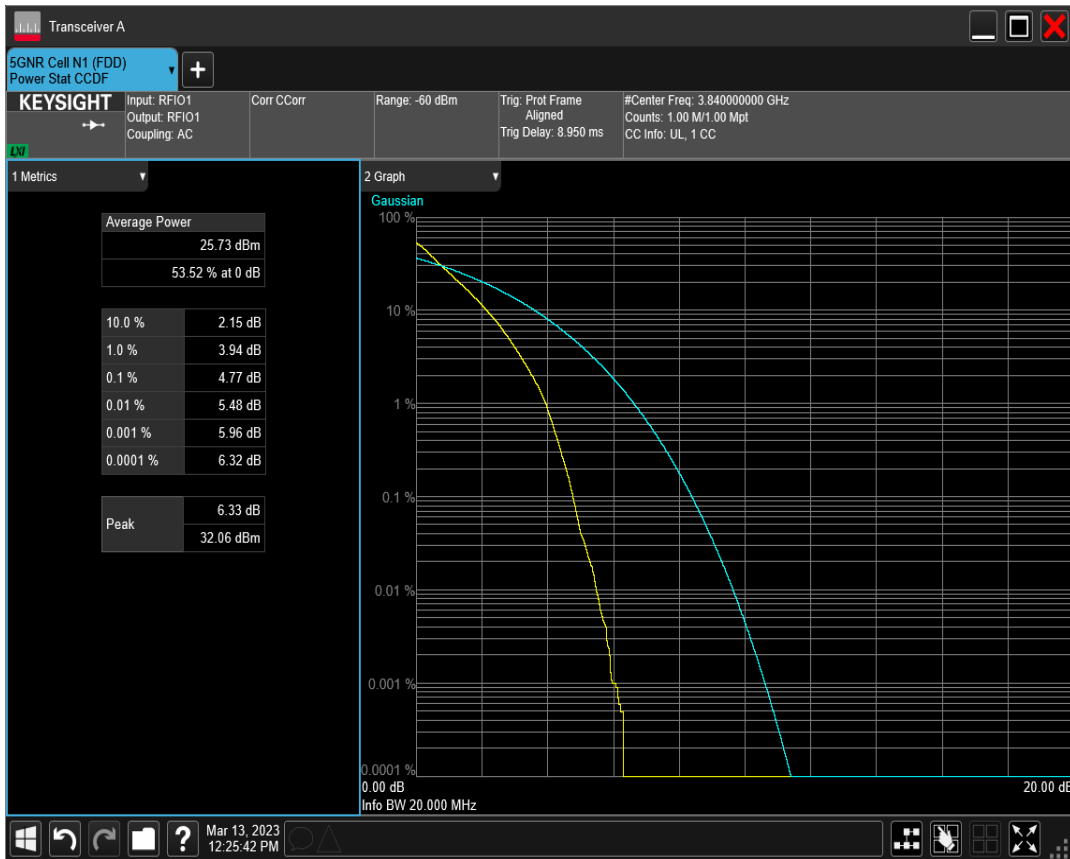 Transceiver A
5GNR Cell N1 (FDD)
Power Stat CCDF
KEYSIGHT
LXI
Input: RFIO1
Output: RFIO1
Coupling: AC
Corr CCorr
Range: -60 dBm
Trig: Prot Frame
Aligned
Trig Delay: 8.950 ms
#Center Freq: 3.840000000 GHz
Counts: 1.00 M/1.00 Mpt
CC Info: UL, 1 CC
1 Metrics
Average Power
25.73 dBm
53.52 % at 0 dB
10.0 % 2.15 dB
1.0 % 3.94 dB
0.1 % 4.77 dB
0.01 % 5.48 dB
0.001 % 5.96 dB
0.0001 % 6.32 dB
Peak 6.33 dB
32.06 dBm
2 Graph
Gaussian
100 %
10 %
1 %
0.1 %
0.01 %
0.001 %
0.0001 %
0.00 dB 20.00 dB
Info BW 20.000 MHz
?
Mar 13, 2023
12:25:42 PM